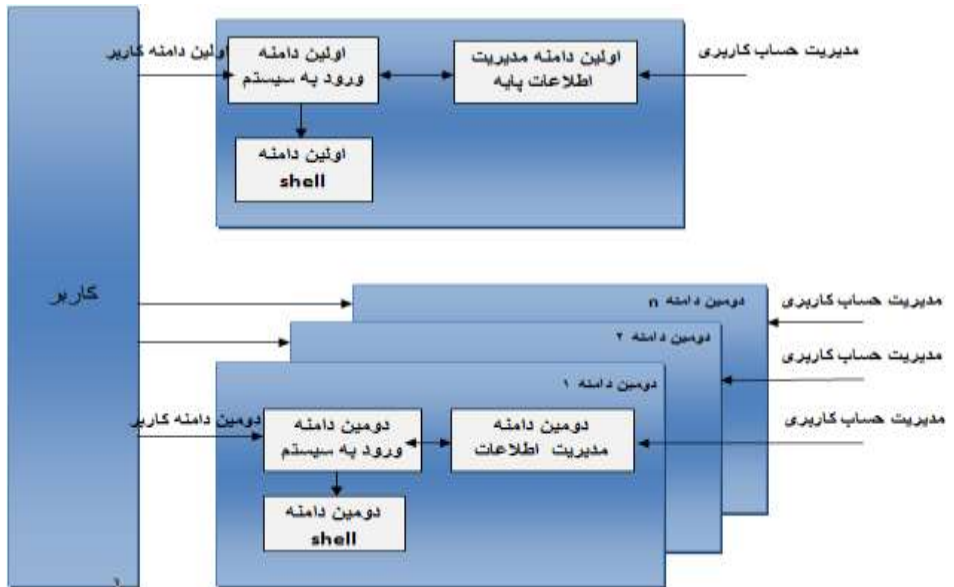 اولین دامنه کاربر
اولین دامنه
ورود به سیستم
اولین دامنه مدیریت
اطلاعات پایه
مدیریت حساب کاربری
اولین دامنه
shell
کاربر
دومین دامنه n
مدیریت حساب کاربری
دومین دامنه ۲
مدیریت حساب کاربری
دومین دامنه ۱
دومین دامنه کاربر
دومین دامنه
ورود به سیستم
دومین دامنه
مدیریت اطلاعات
مدیریت حساب کاربری
دومین دامنه
shell